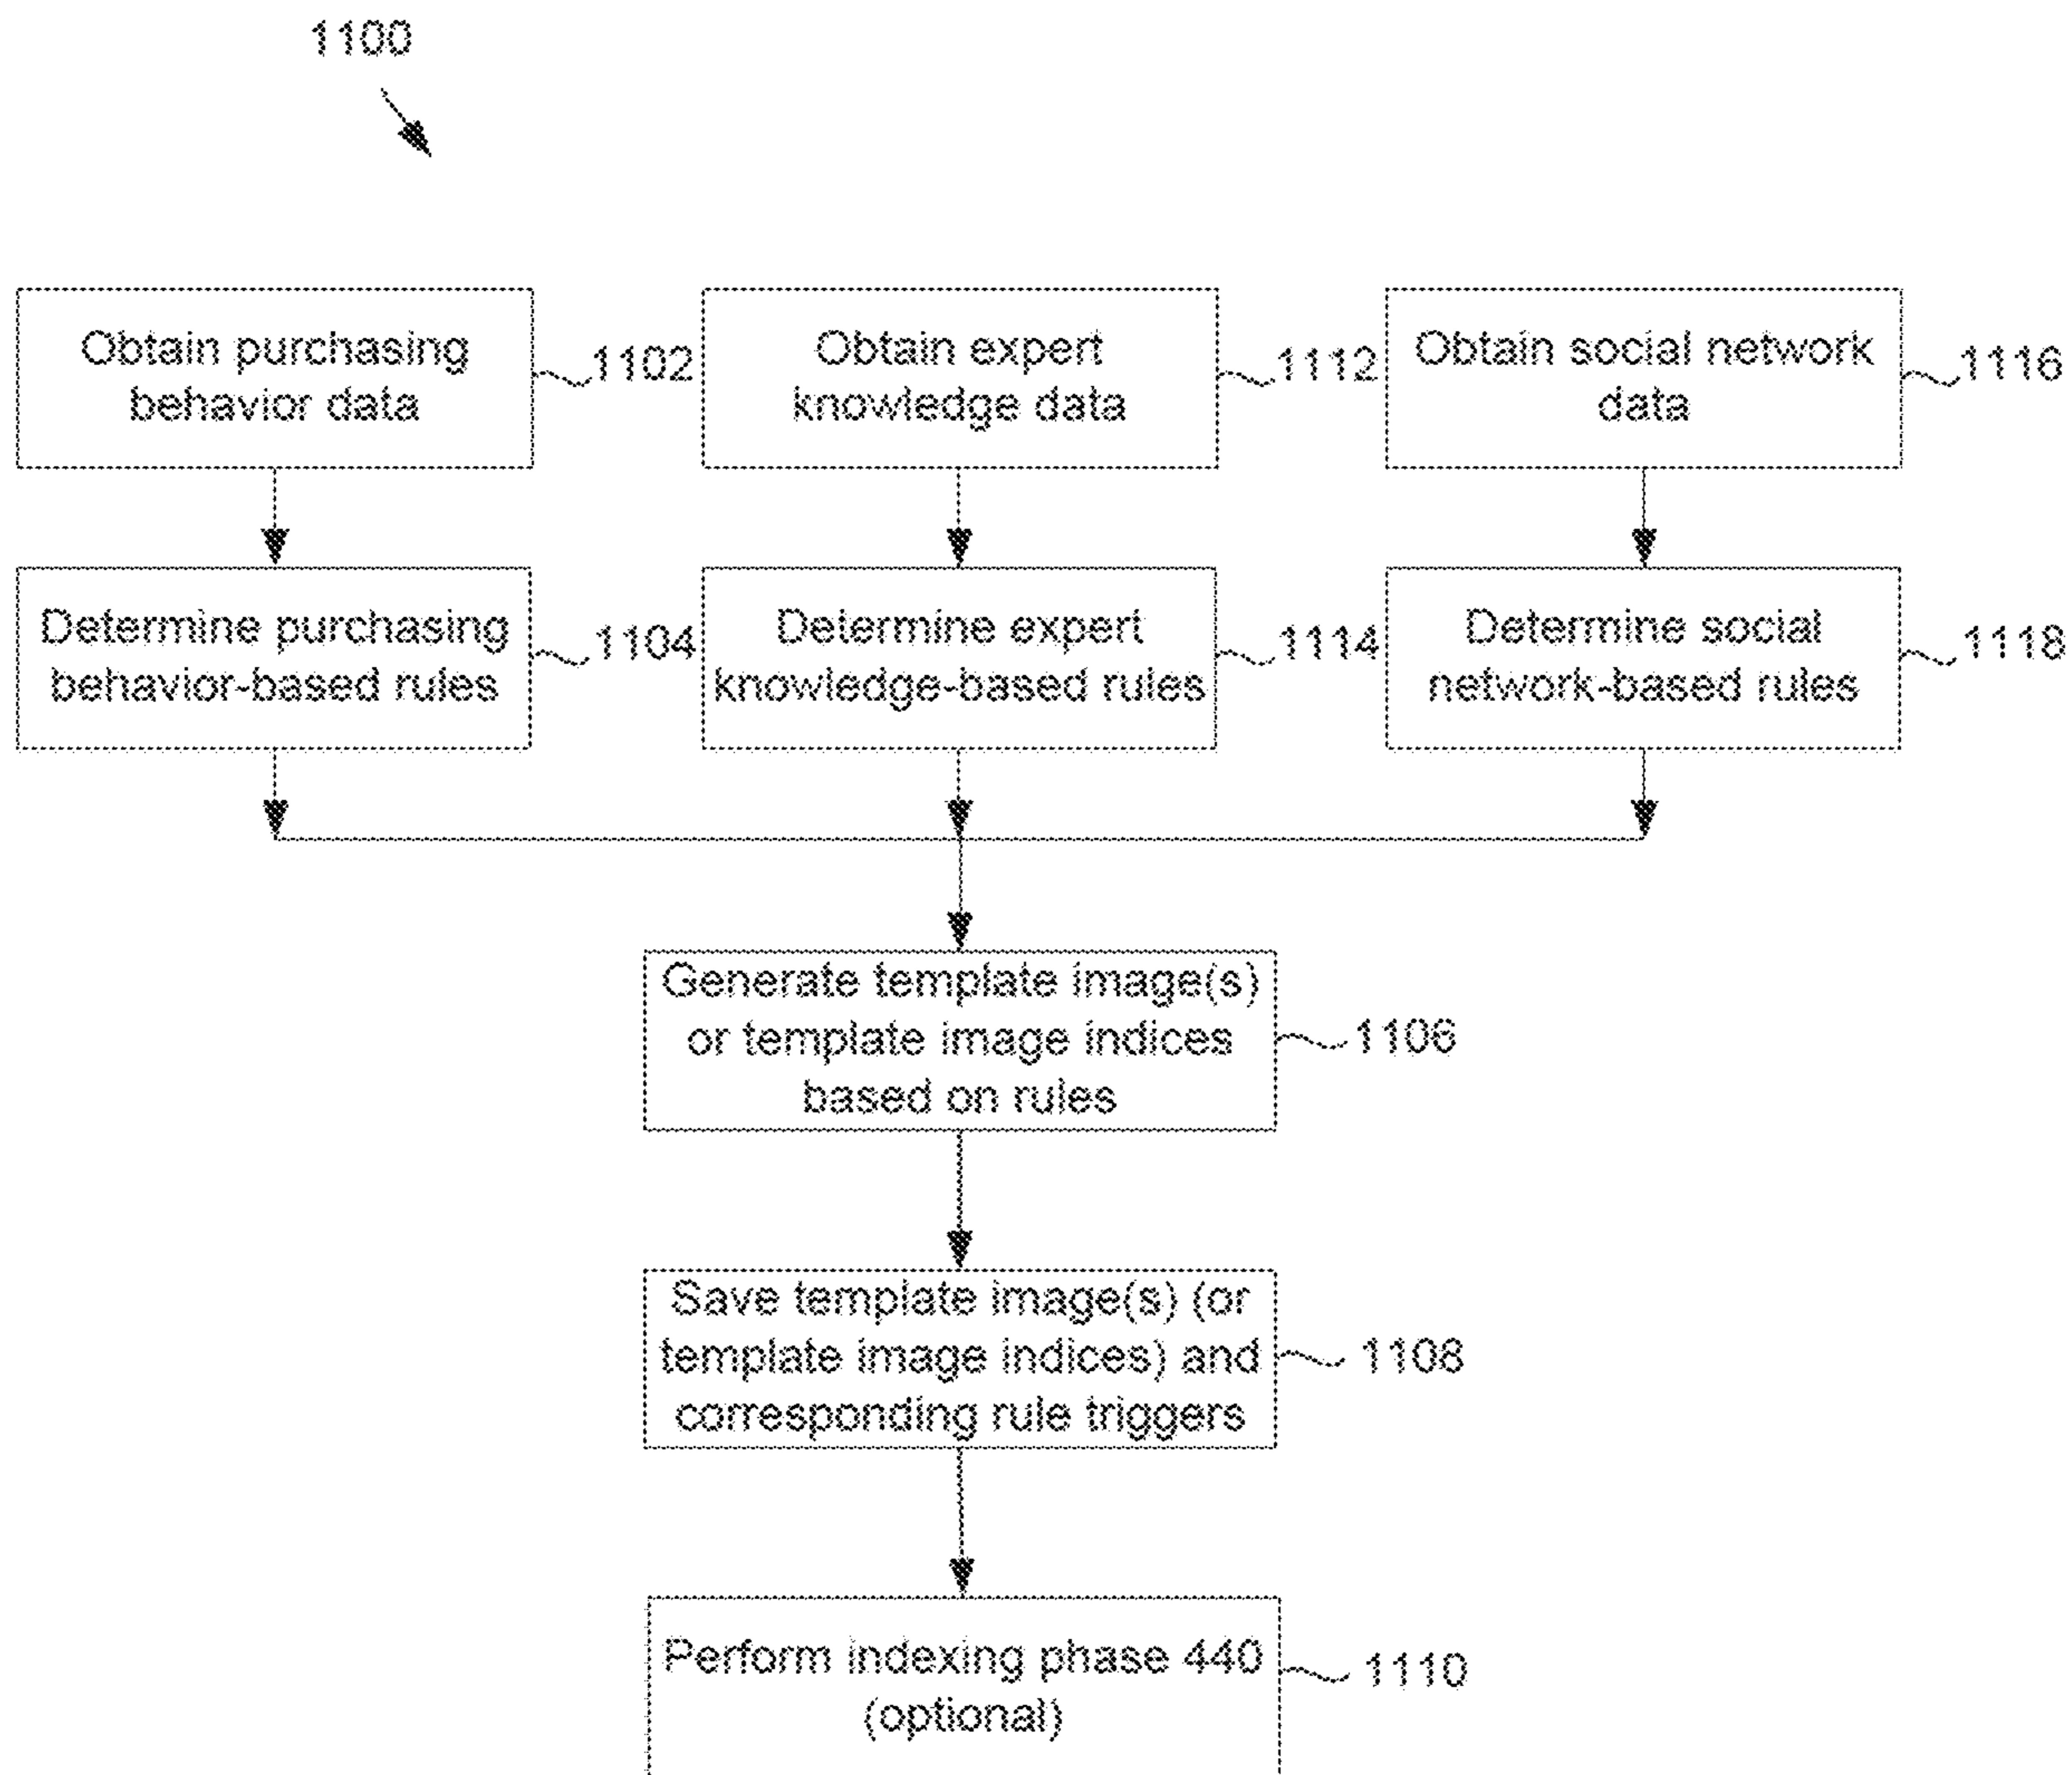 1100
Obtain purchasing
behavior data
1102
Obtain expert
knowledge data
1112
Obtain social network
data
1116
Determine purchasing
behavior-based rules
1104
Determine expert
knowledge-based rules
1114
Determine social
network-based rules
1118
Generate template image(s)
or template image indices
based on rules
1106
Save template image(s) (or
template image indices) and
corresponding rule triggers
1108
Perform indexing phase 440
(optional)
1110